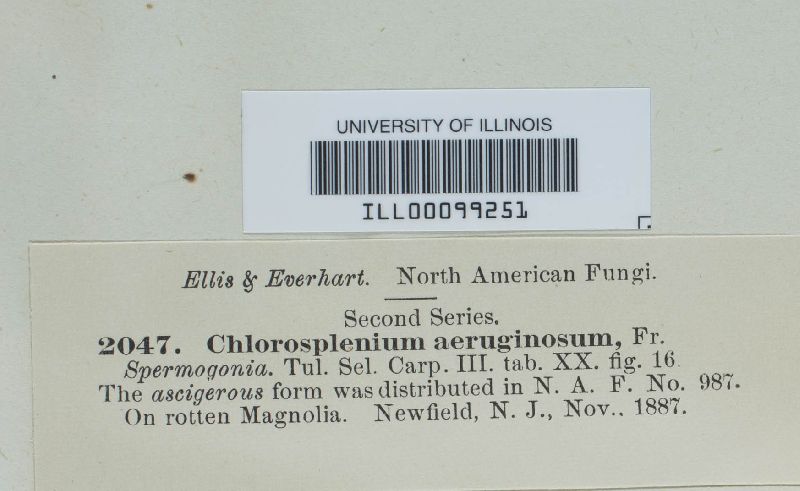 UNIVERSITY OF ILLINOIS
ILL00099251
Ellis & Everhart. North American Fungi.
Second Series.
2047. Chlorosplenium aeruginosum, Fr.
Spermogonia. Tul. Sel. Carp. III. tab. XX. fig. 16
The ascigerous form was distributed in N. A. F. No. 987.
On rotten Magnolia. Newfield, N. J., Nov.. 1887.